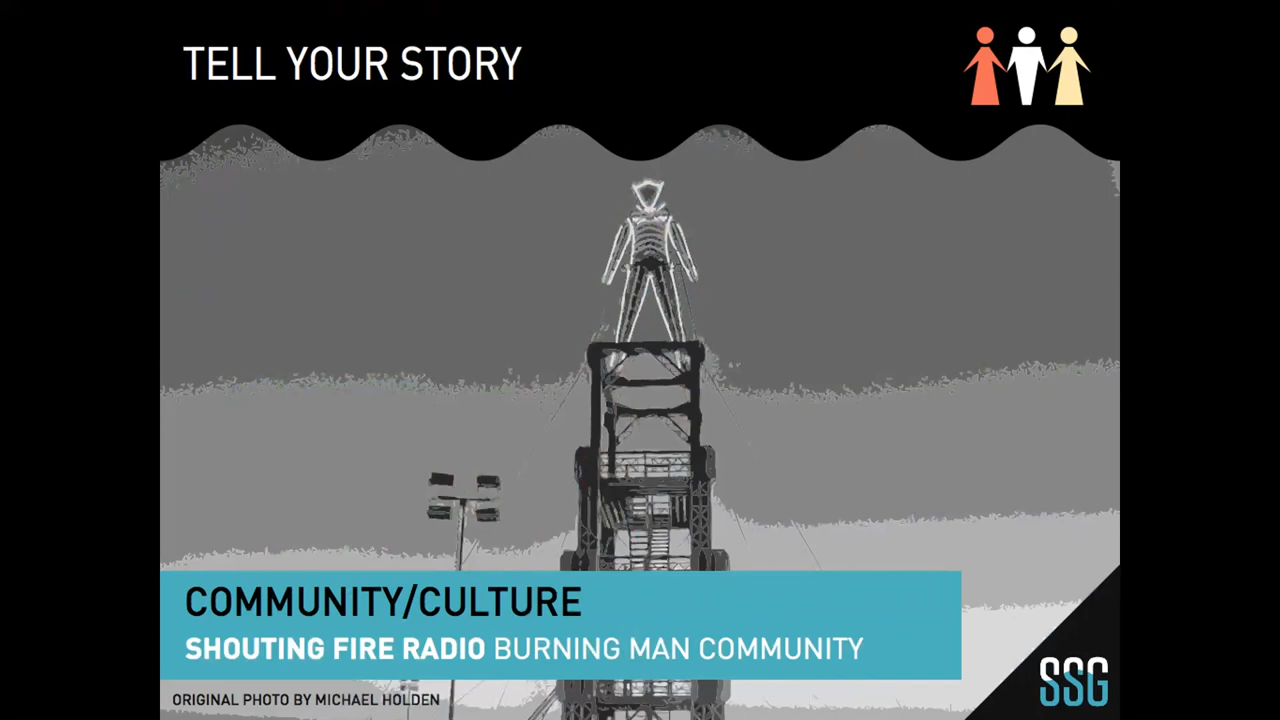 TELL YOUR STORY
COMMUNITY/CULTURE
SHOUTING FIRE RADIO BURNING MAN COMMUNITY
ORIGINAL PHOTO BY MICHAEL HOLDEN
SSG